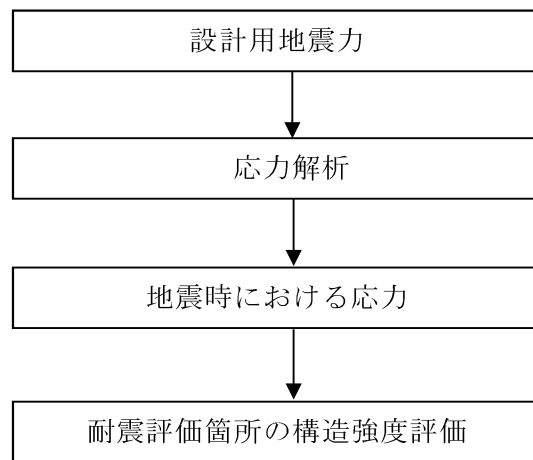 設計用地震力
応力解析
地震時における応力
耐震評価箇所の構造強度評価